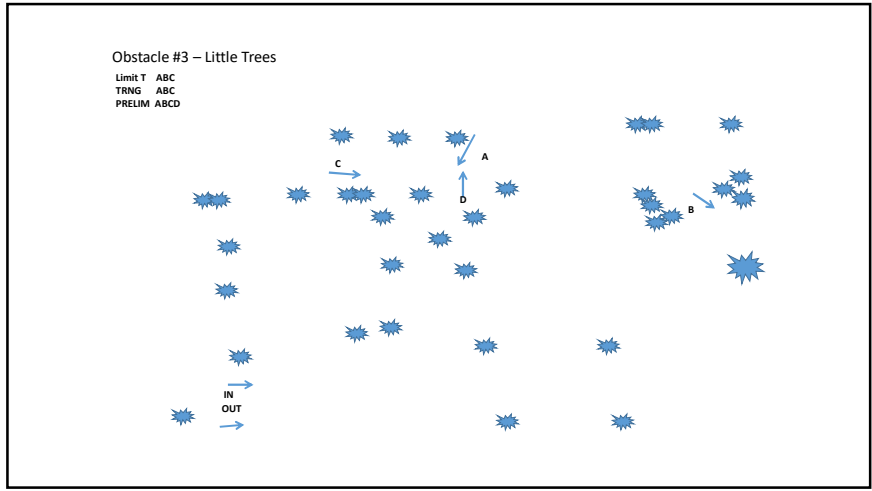 Obstacle #3 – Little Trees
Limit T ABC
TRNG ABC
PRELIM ABCD
A
C
D
B
IN
OUT